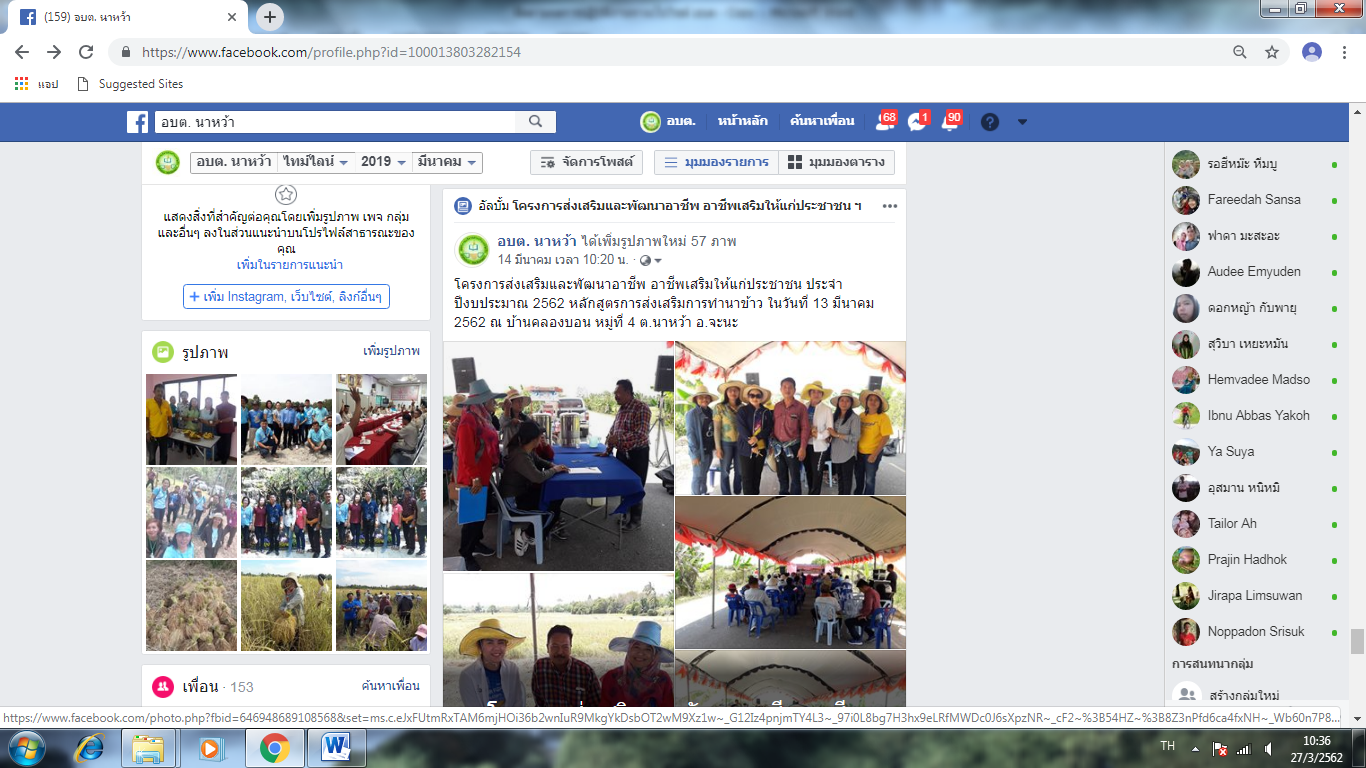 (159) อบต. นาหว้า
https://www.facebook.com/profile.php?id=100013803282154
แอป
Suggested Sites
อบต. นาหว้า
อบต.
หน้าหลัก
ค้นหาเพื่อน
68
1
90
อบต. นาหว้า
ไทม์ไลน์
2019
มีนาคม
จัดการโพสต์
มุมมองรายการ
มุมมองตาราง
แสดงสิ่งที่สำคัญต่อคุณโดยเพิ่มรูปภาพ เพจ กลุ่ม
และอื่นๆ ลงในส่วนแนะนำบนโปรไฟล์สาธารณะของ
คุณ
เพิ่มในรายการแนะนำ
+ เพิ่ม Instagram, เว็บไซต์, ลิงก์อื่นๆ
รูปภาพ
เพิ่มรูปภาพ
เพื่อน · 153
ค้นหาเพื่อน
อัลบั้ม โครงการส่งเสริมและพัฒนาอาชีพ อาชีพเสริมให้แก่ประชาชน ฯ
อบต. นาหว้า ได้เพิ่มรูปภาพใหม่ 57 ภาพ
14 มีนาคม เวลา 10:20 น. ·
โครงการส่งเสริมและพัฒนาอาชีพ อาชีพเสริมให้แก่ประชาชน ประจำ
ปีงบประมาณ 2562 หลักสูตรการส่งเสริมการทำนาข้าว ในวันที่ 13 มีนาคม
2562 ณ บ้านคลองบอน หมู่ที่ 4 ต.นาหว้า อ.จะนะ
รอฮีหม๊ะ หีมบู
Fareedah Sansa
ฟาดา มะสะอะ
Audee Emyuden
ดอกหญ้า กับพายุ
สุวิบา เหยะหมัน
Hemvadee Madso
Ibnu Abbas Yakoh
Ya Suya
อุสมาน หนิหมิ
Tailor Ah
Prajin Hadhok
Jirapa Limsuwan
Noppadon Srisuk
การสนทนากลุ่ม
สร้างกลุ่มใหม่
TH
10:36
27/3/2562